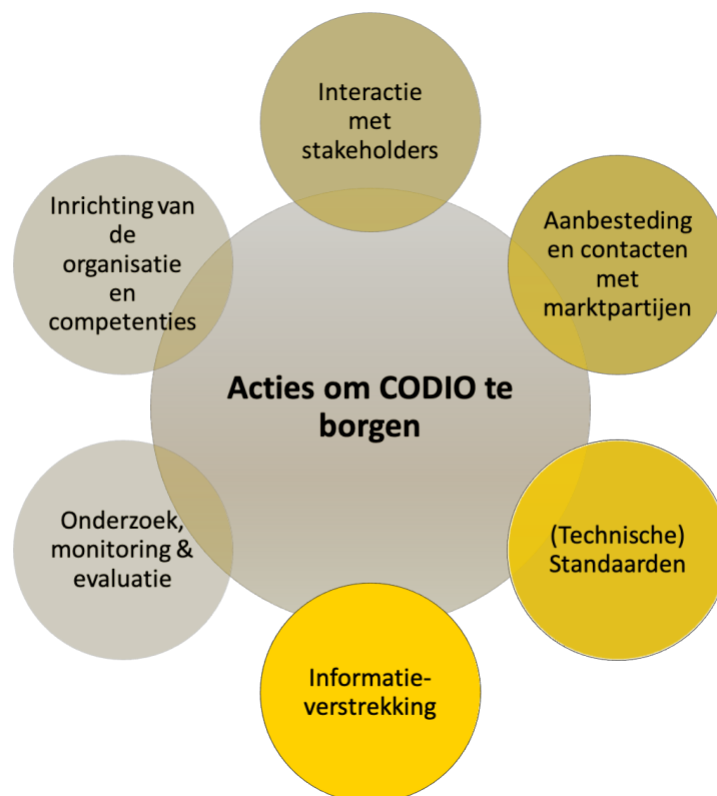 Interactie
met
stakeholders
Aanbesteding
en contacten
met
marktpartijen
(Technische)
Standaarden
Informatie-
verstrekking
Onderzoek,
monitoring &
evaluatie
Inrichting van
de
organisatie
en
competenties
Acties om CODIO te
borgen